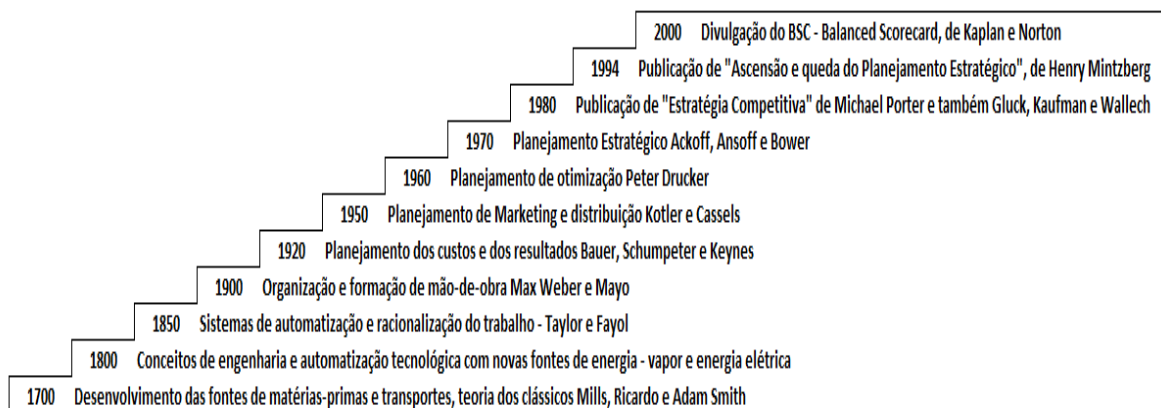 2000 Divulgação do BSC - Balanced Scorecard, de Kaplan e Norton
1994 Publicação de "Ascensão e queda do Planejamento Estratégico", de Henry Mintzberg
1980 Publicação de "Estratégia Competitiva" de Michael Porter e também Gluck, Kaufman e Wallech
1970 Planejamento Estratégico Ackoff, Ansoff e Bower
1960 Planejamento de otimização Peter Drucker
1950 Planejamento de Marketing e distribuição Kotler e Cassels
1920 Planejamento dos custos e dos resultados Bauer, Schumpeter e Keynes
1900 Organização e formação de mão-de-obra Max Weber e Mayo
1850 Sistemas de automatização e racionalização do trabalho - Taylor e Fayol
1800 Conceitos de engenharia e automatização tecnológica com novas fontes de energia - vapor e energia elétrica
1700 Desenvolvimento das fontes de matérias-primas e transportes, teoria dos clássicos Mills, Ricardo e Adam Smith